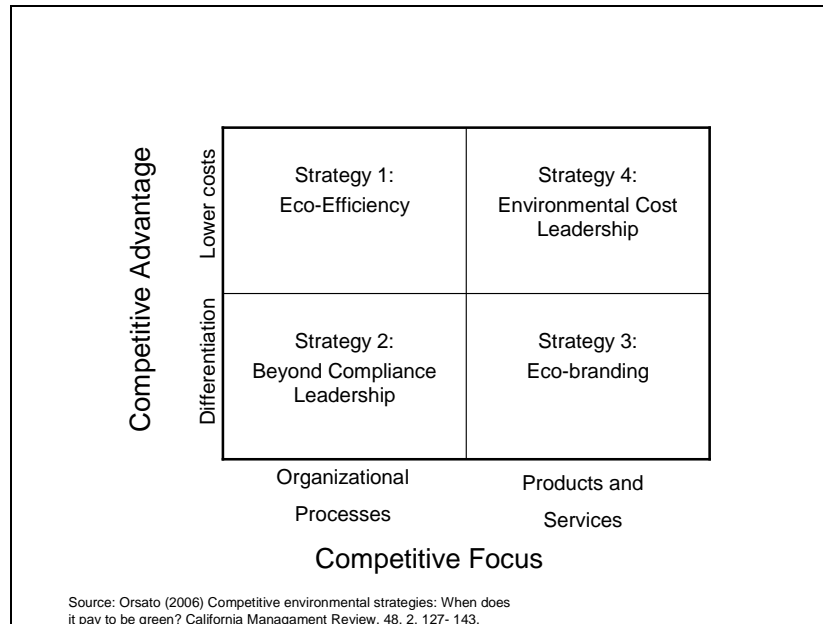 Competitive Advantage
Lower costs
Differentiation
Strategy 1:
Eco-Efficiency
Strategy 4:
Environmental Cost
Leadership
Strategy 2:
Beyond Compliance
Leadership
Strategy 3:
Eco-branding
Organizational
Processes
Products and
Services
Competitive Focus
Source: Orsato (2006) Competitive environmental strategies: When does
it pay to be green? California Managament Review, 48, 2, 127- 143.